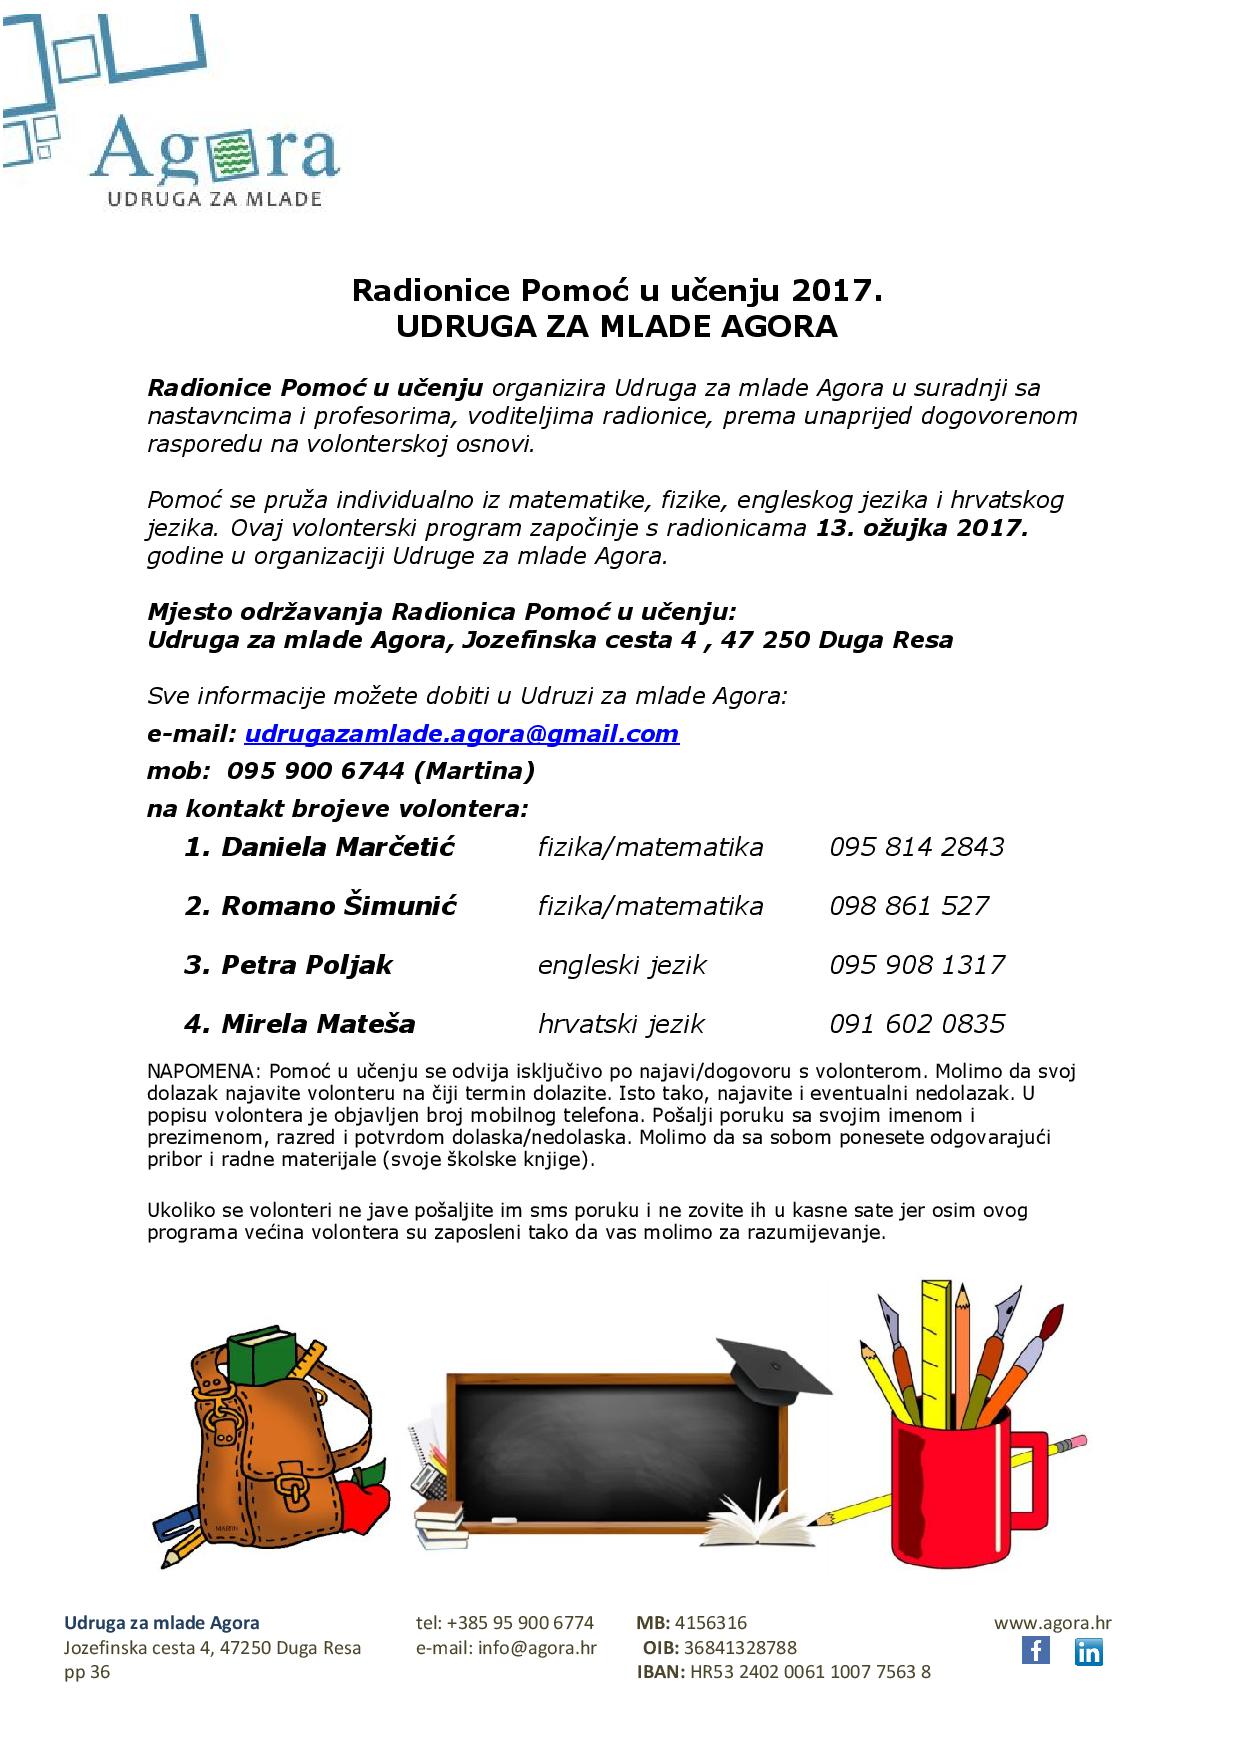 Agora
UDRUGA ZA MLADE
Radionice Pomoć u učenju 2017.
UDRUGA ZA MLADE AGORA
Radionice Pomoć u učenju organizira Udruga za mlade Agora u suradnji sa
nastavncima i profesorima, voditeljima radionice, prema unaprijed dogovorenom
rasporedu na volonterskoj osnovi.
Pomoć se pruža individualno iz matematike, fizike, engleskog jezika i hrvatskog
jezika. Ovaj volonterski program započinje s radionicama 13. ožujka 2017.
godine u organizaciji Udruge za mlade Agora.
Mjesto održavanja Radionica Pomoć u učenju:
Udruga za mlade Agora, Jozefinska cesta 4 , 47 250 Duga Resa
Sve informacije možete dobiti u Udruzi za mlade Agora:
e-mail: udrugazamlade.agora@gmail.com
mob:  095 900 6744 (Martina)
na kontakt brojeve volontera:
1. Daniela Marčetić fizika/matematika 095 814 2843
2. Romano Šimunić fizika/matematika 098 861 527
3. Petra Poljak engleski jezik 095 908 1317
4. Mirela Mateša hrvatski jezik 091 602 0835
NAPOMENA: Pomoć u učenju se odvija isključivo po najavi/dogovoru s volonterom. Molimo da svoj
dolazak najavite volonteru na čiji termin dolazite. Isto tako, najavite i eventualni nedolazak. U
popisu volontera je objavljen broj mobilnog telefona. Pošalji poruku sa svojim imenom i
prezimenom, razred i potvrdom dolaska/nedolaska. Molimo da sa sobom ponesete odgovarajući
pribor i radne materijale (svoje školske knjige).
Ukoliko se volonteri ne jave pošaljite im sms poruku i ne zovite ih u kasne sate jer osim ovog
programa većina volontera su zaposleni tako da vas molimo za razumijevanje.
MARTIN
Udruga za mlade Agora tel: +385 95 900 6774 MB: 4156316 www.agora.hr
Jozefinska cesta 4, 47250 Duga Resa e-mail: info@agora.hr OIB: 36841328788 f in
pp 36 IBAN: HR53 2402 0061 1007 7563 8